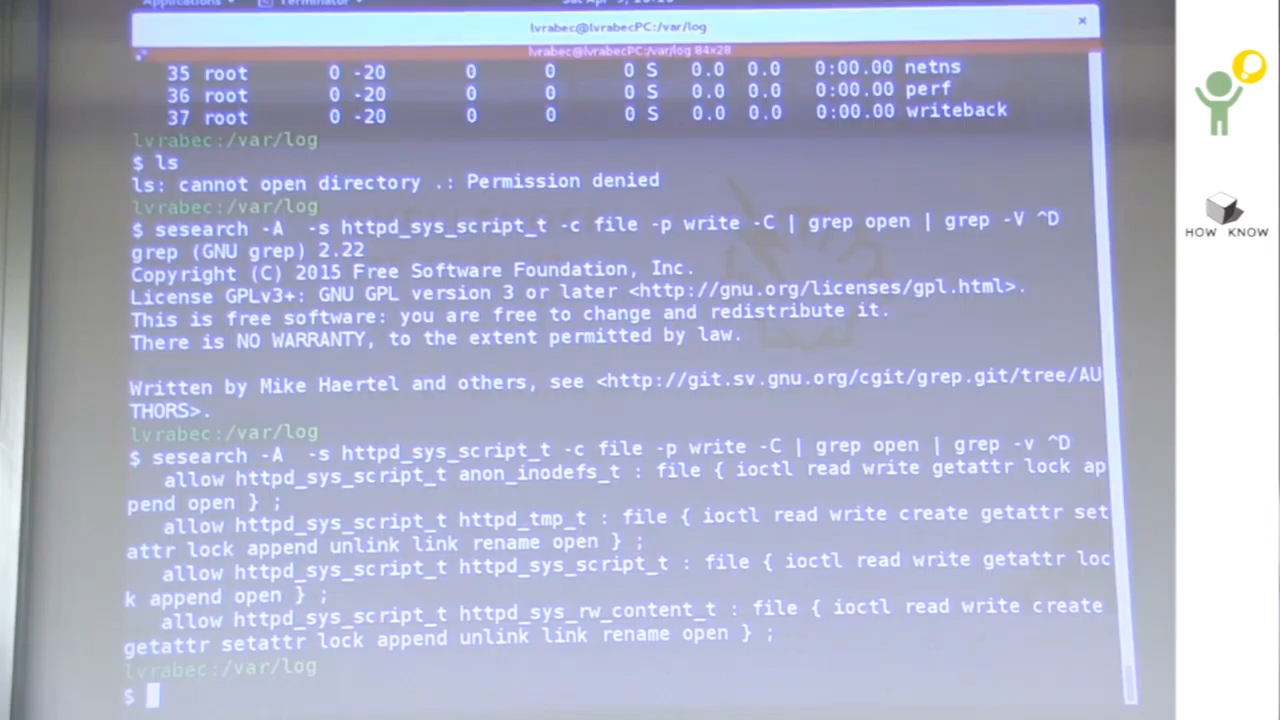 Applications
Terminator
lvrabec@lvrabecPC:/var/log
×
lvrabec@lvrabecPC:/var/log 84x28
35 root 0 -20 0 0 0 S 0.0 0.0 0:00.00 netns
36 root 0 -20 0 0 0 S 0.0 0.0 0:00.00 perf
37 root 0 -20 0 0 0 S 0.0 0.0 0:00.00 writeback
lvrabec:/var/log
$ ls
ls: cannot open directory .: Permission denied
lvrabec:/var/log
$ sesearch -A  -s httpd_sys_script_t -c file -p write -C | grep open | grep -V ^D
grep (GNU grep) 2.22
Copyright (C) 2015 Free Software Foundation, Inc.
License GPLv3+: GNU GPL version 3 or later <http://gnu.org/licenses/gpl.html>.
This is free software: you are free to change and redistribute it.
There is NO WARRANTY, to the extent permitted by law.
Written by Mike Haertel and others, see <http://git.sv.gnu.org/cgit/grep.git/tree/AU
THORS>.
lvrabec:/var/log
$ sesearch -A  -s httpd_sys_script_t -c file -p write -C | grep open | grep -v ^D
allow httpd_sys_script_t anon_inodefs_t : file { ioctl read write getattr lock ap
pend open } ;
allow httpd_sys_script_t httpd_tmp_t : file { ioctl read write create getattr set
attr lock append unlink link rename open } ;
allow httpd_sys_script_t httpd_sys_script_t : file { ioctl read write getattr loc
k append open } ;
allow httpd_sys_script_t httpd_sys_rw_content_t : file { ioctl read write create
getattr setattr lock append unlink link rename open } ;
lvrabec:/var/log
$
HOW KNOW